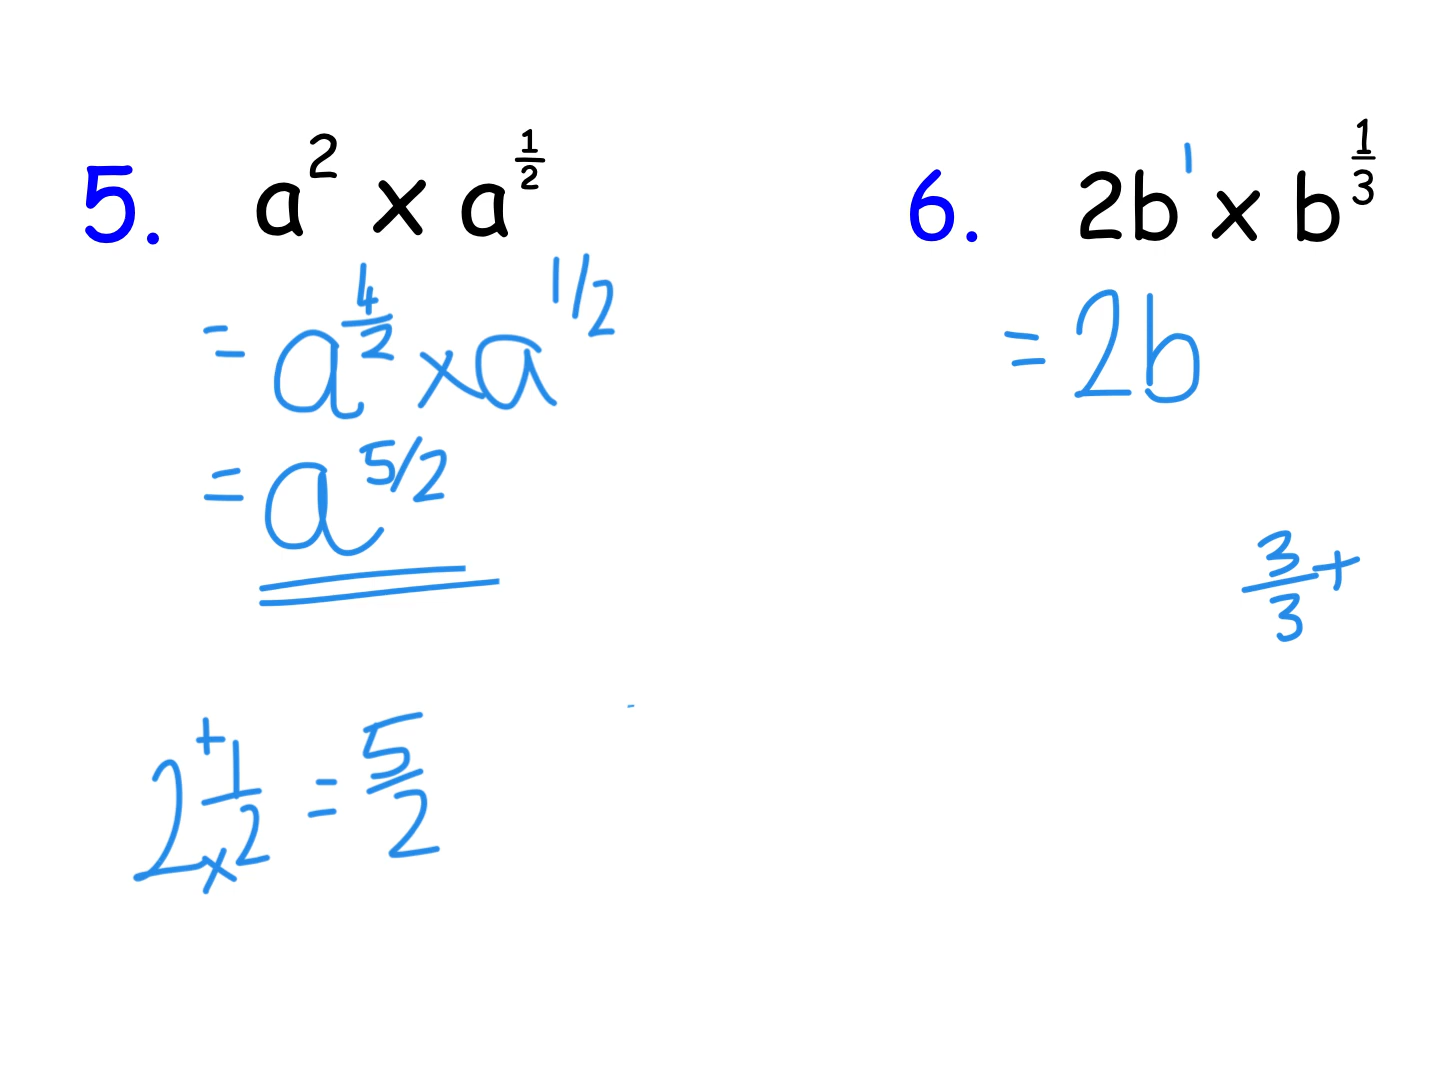 5. a^2 x a^{1/2}
= a^{4/2} x a^{1/2}
= a^{5/2}
2 + 1/2 x = 5/2
6. 2b^1 x b^{1/3}
= 2b
3/3 +